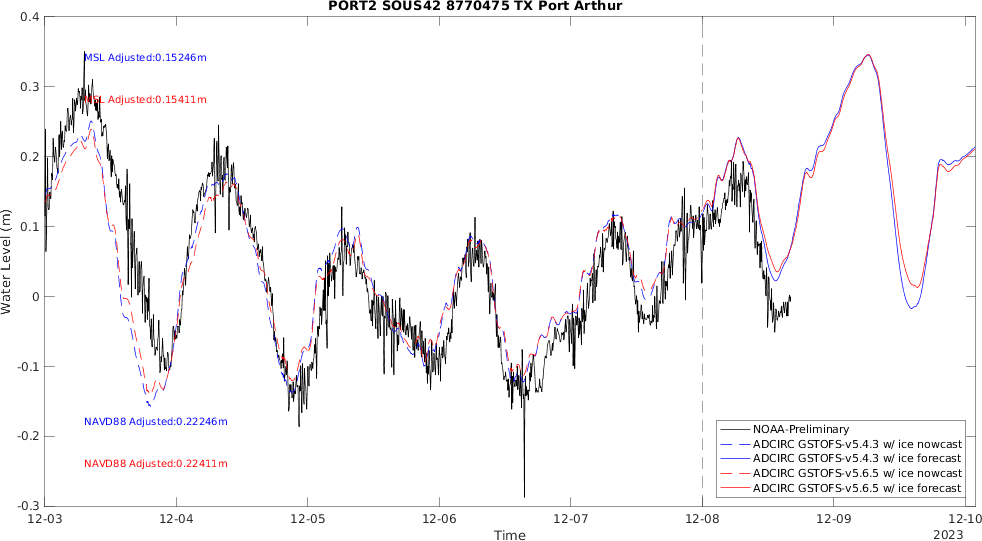 PORT2 SOUS42 8770475 TX Port Arthur
0.4
0.3
0.2
0.1
0
-0.1
-0.2
-0.3
Water Level (m)
MSL Adjusted:0.15246m
MSL Adjusted:0.15411m
NAVD88 Adjusted:0.22246m
NAVD88 Adjusted:0.22411m
NOAA-Preliminary
ADCIRC GSTOFS-v5.4.3 w/ ice nowcast
ADCIRC GSTOFS-v5.4.3 w/ ice forecast
ADCIRC GSTOFS-v5.6.5 w/ ice nowcast
ADCIRC GSTOFS-v5.6.5 w/ ice forecast
12-03 12-04 12-05 12-06 12-07 12-08 12-09 12-10
Time
2023